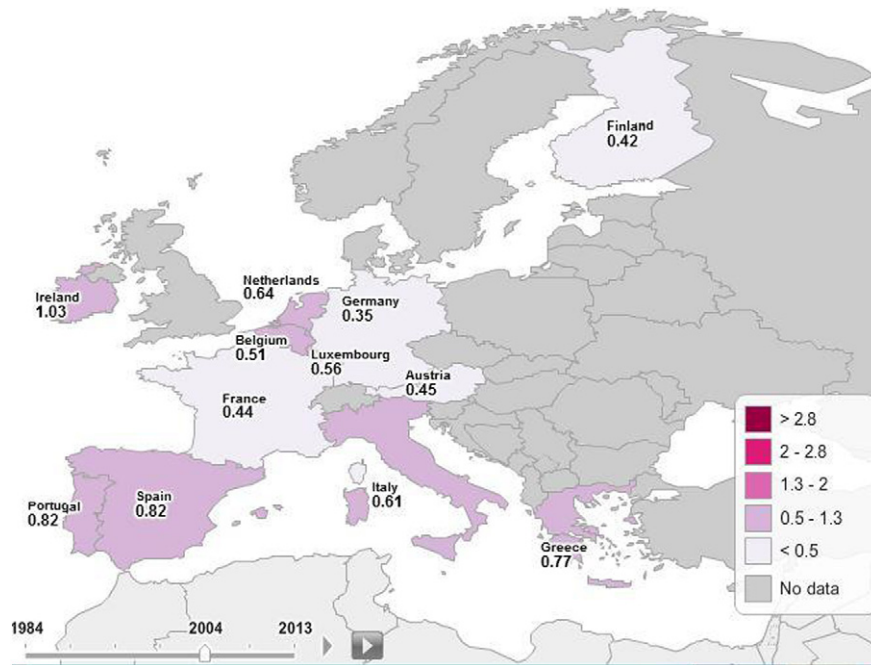 Finland
0.42
Ireland
1.03
Netherlands
0.64
Germany
0.35
Belgium
0.51
Luxembourg
0.56
Austria
0.45
France
0.44
Portugal
0.82
Spain
0.82
Italy
0.61
Greece
0.77
> 2.8
2 - 2.8
1.3 - 2
0.5 - 1.3
< 0.5
No data
1984 2004 2013